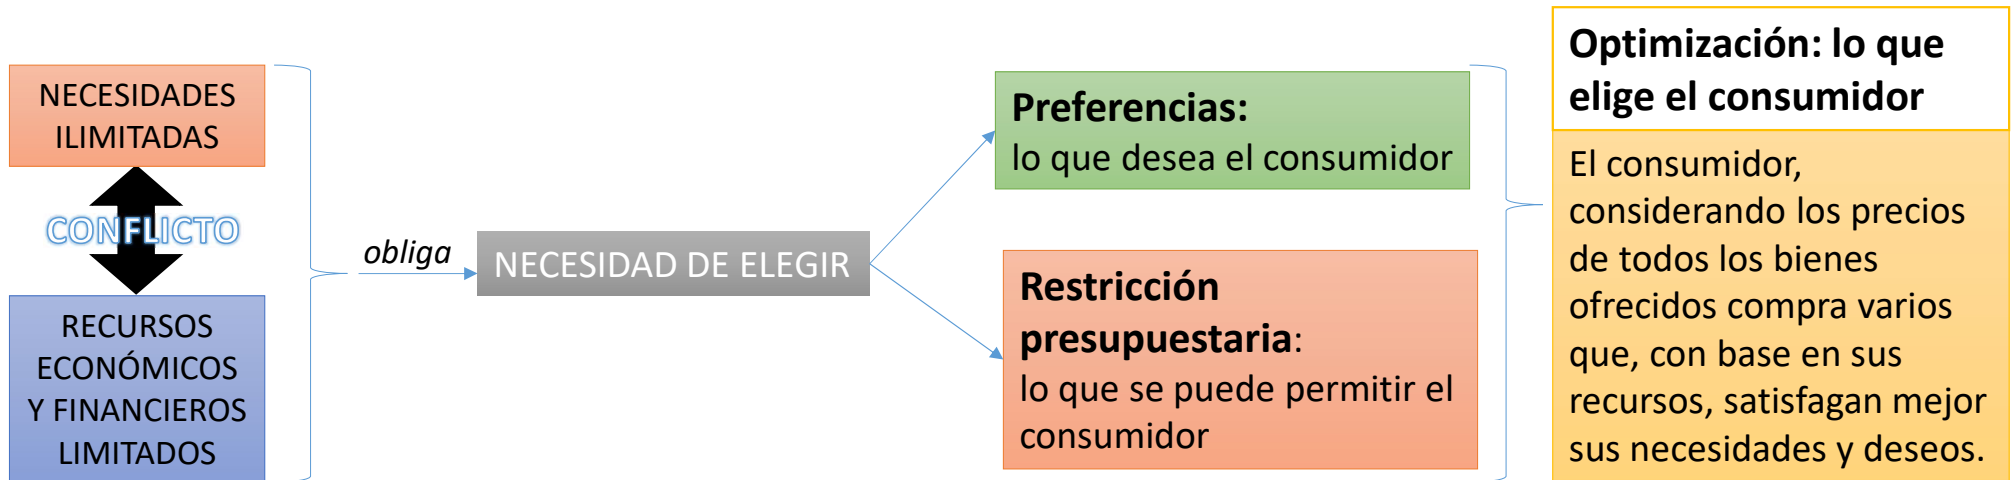 NECESIDADES
ILIMITADAS
CONFLICTO
RECURSOS
ECONÓMICOS
Y FINANCIEROS
LIMITADOS
obliga
NECESIDAD DE ELEGIR
Preferencias:
lo que desea el consumidor
Restricción
presupuestaria:
lo que se puede permitir el
consumidor
Optimización: lo que
elige el consumidor
El consumidor,
considerando los precios
de todos los bienes
ofrecidos compra varios
que, con base en sus
recursos, satisfagan mejor
sus necesidades y deseos.